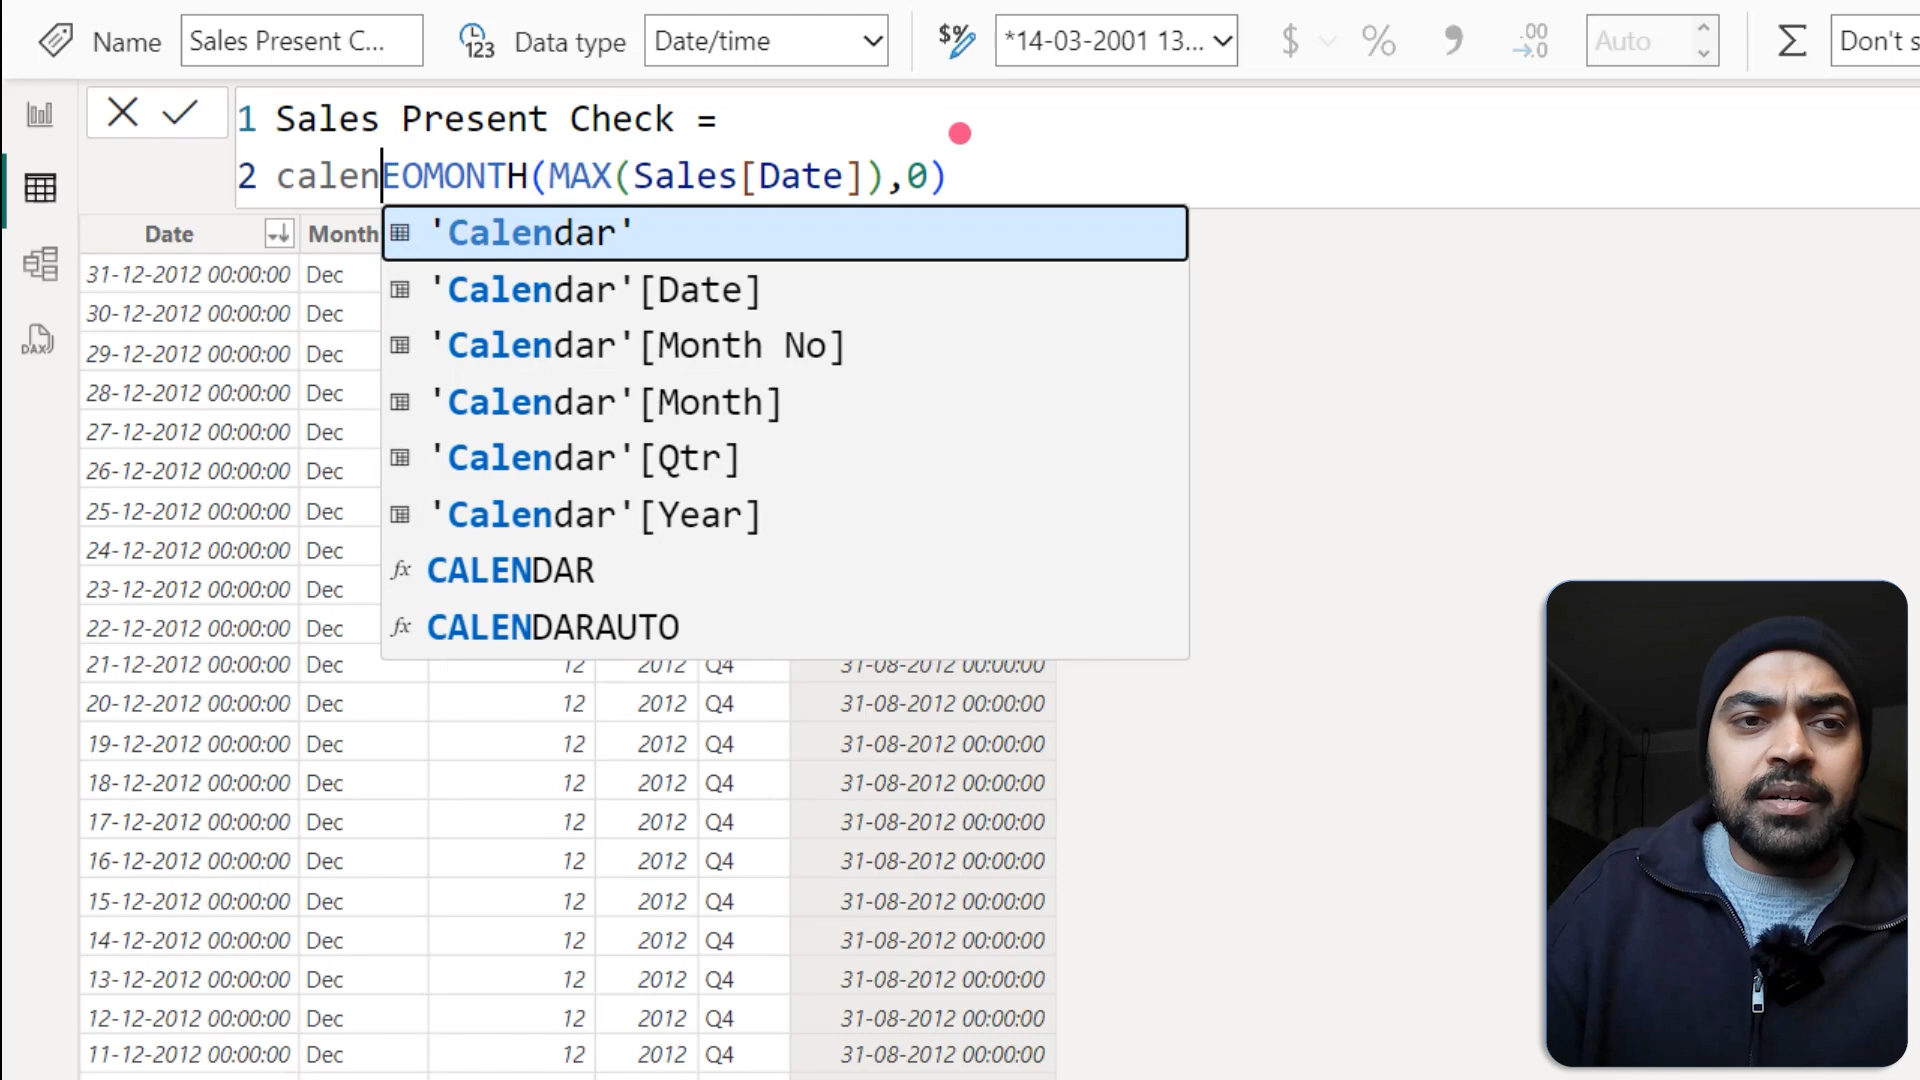 Name Sales Present C... Data type Date/time *14-03-2001 13... $ % Auto Don't s
1 Sales Present Check =
2 calenEOMONTH(MAX(Sales[Date]),0)
Date Month
'Calendar'
'Calendar'[Date]
'Calendar'[Month No]
'Calendar'[Month]
'Calendar'[Qtr]
'Calendar'[Year]
fx CALENDAR
fx CALENDARAUTO
DAX
31-12-2012 00:00:00 Dec
30-12-2012 00:00:00 Dec
29-12-2012 00:00:00 Dec
28-12-2012 00:00:00 Dec
27-12-2012 00:00:00 Dec
26-12-2012 00:00:00 Dec
25-12-2012 00:00:00 Dec
24-12-2012 00:00:00 Dec
23-12-2012 00:00:00 Dec
22-12-2012 00:00:00 Dec
21-12-2012 00:00:00 Dec 12 2012 Q4 31-08-2012 00:00:00
20-12-2012 00:00:00 Dec 12 2012 Q4 31-08-2012 00:00:00
19-12-2012 00:00:00 Dec 12 2012 Q4 31-08-2012 00:00:00
18-12-2012 00:00:00 Dec 12 2012 Q4 31-08-2012 00:00:00
17-12-2012 00:00:00 Dec 12 2012 Q4 31-08-2012 00:00:00
16-12-2012 00:00:00 Dec 12 2012 Q4 31-08-2012 00:00:00
15-12-2012 00:00:00 Dec 12 2012 Q4 31-08-2012 00:00:00
14-12-2012 00:00:00 Dec 12 2012 Q4 31-08-2012 00:00:00
13-12-2012 00:00:00 Dec 12 2012 Q4 31-08-2012 00:00:00
12-12-2012 00:00:00 Dec 12 2012 Q4 31-08-2012 00:00:00
11-12-2012 00:00:00 Dec 12 2012 Q4 31-08-2012 00:00:00